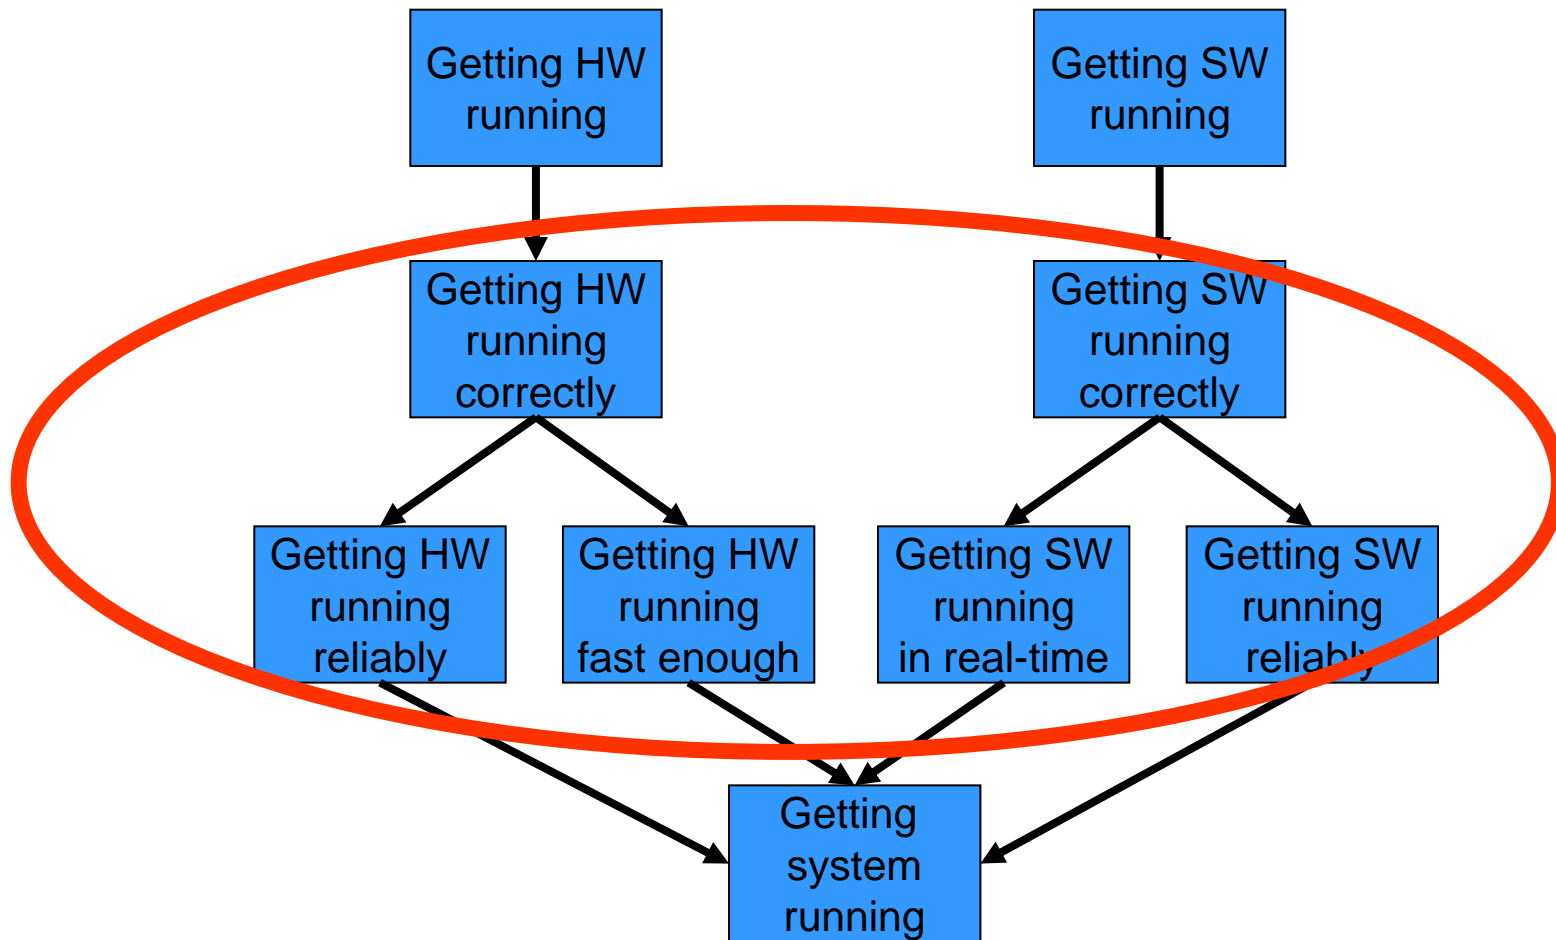 Getting HW
running
Getting SW
running
Getting HW
running
correctly
Getting SW
running
correctly
Getting HW
running
reliably
Getting HW
running
fast enough
Getting SW
running
in real-time
Getting SW
running
reliably
Getting
system
running